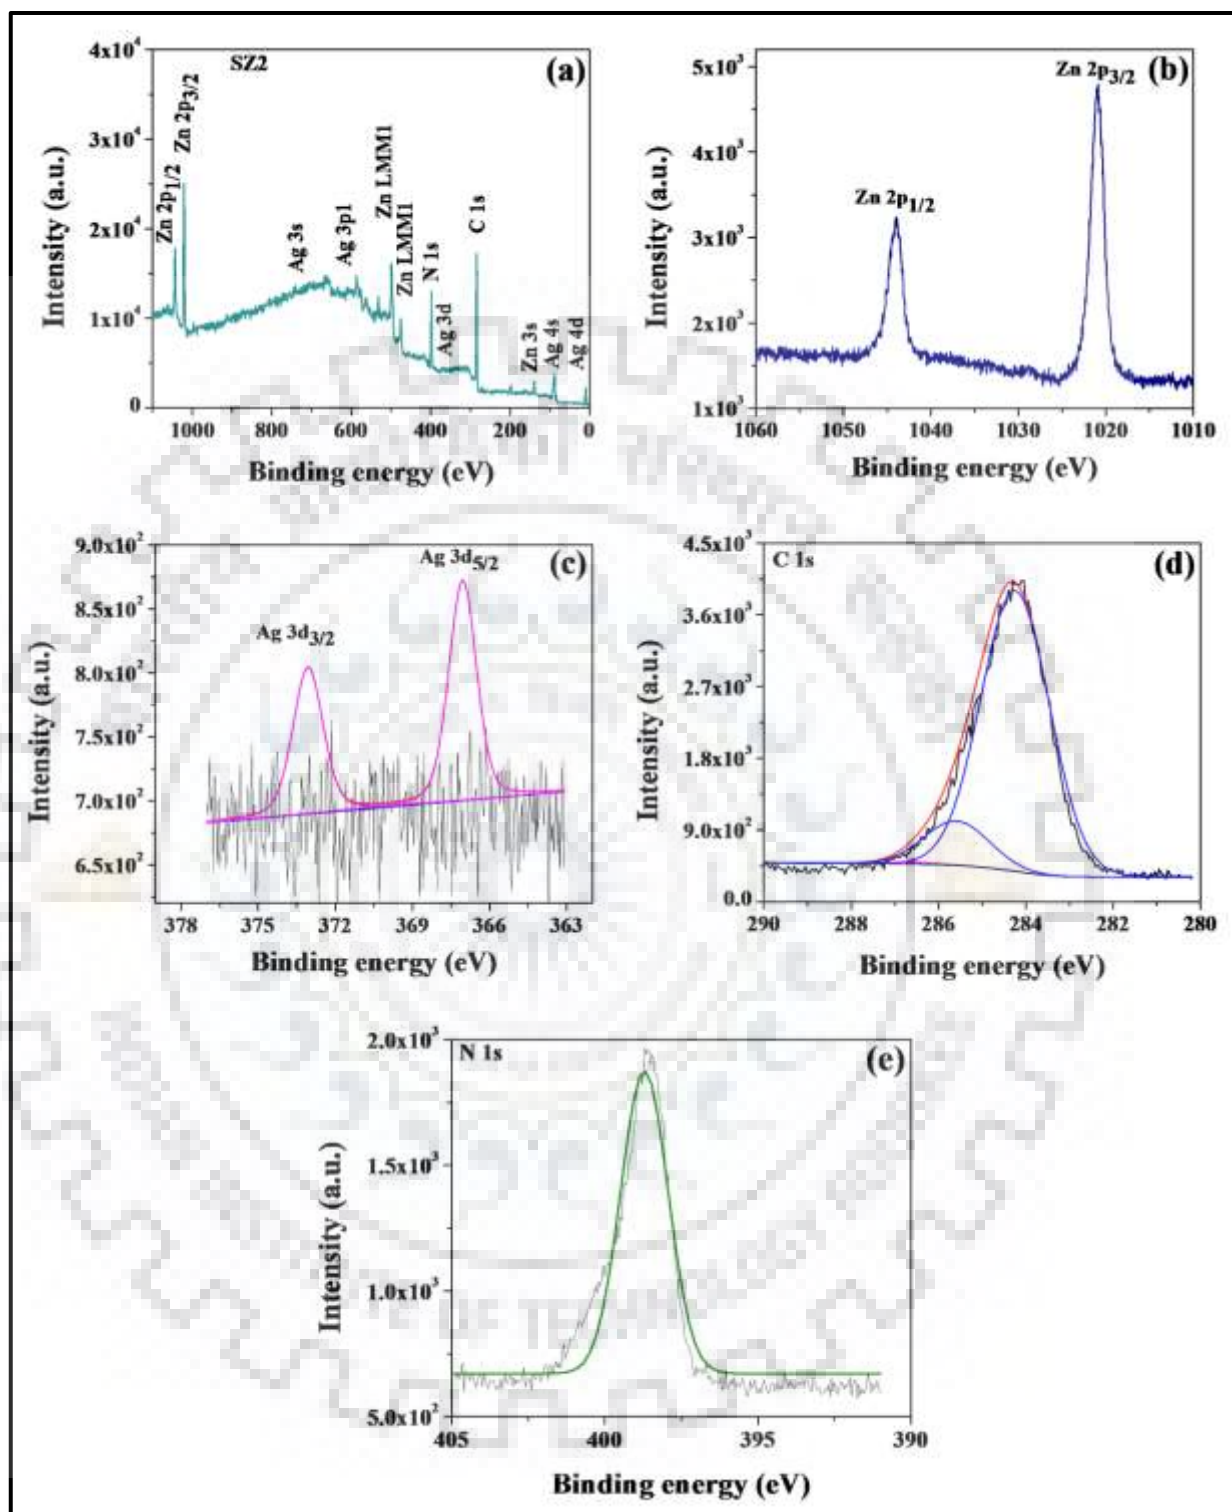 SZ2
(a)
4x10⁴
3x10⁴
2x10⁴
1x10⁴
0
Zn 2p1/2
Zn 2p3/2
Ag 3s
Ag 3p1
Zn LMM1
Zn LMM1
N 1s
Ag 3d
C 1s
Zn 3s
Ag 4s
Ag 4d
1000 800 600 400 200 0
Intensity (a.u.)
Binding energy (eV)
(b)
Zn 2p3/2
Zn 2p1/2
5x10³
4x10³
3x10³
2x10³
1x10³
1060 1050 1040 1030 1020 1010
Intensity (a.u.)
Binding energy (eV)
(c)
Ag 3d5/2
Ag 3d3/2
9.0x10²
8.5x10²
8.0x10²
7.5x10²
7.0x10²
6.5x10²
378 375 372 369 366 363
Intensity (a.u.)
Binding energy (eV)
C 1s
(d)
4.5x10³
3.6x10³
2.7x10³
1.8x10³
9.0x10²
0.0
290 288 286 284 282 280
Intensity (a.u.)
Binding energy (eV)
N 1s
(e)
2.0x10³
1.5x10³
1.0x10³
5.0x10²
405 400 395 390
Intensity (a.u.)
Binding energy (eV)